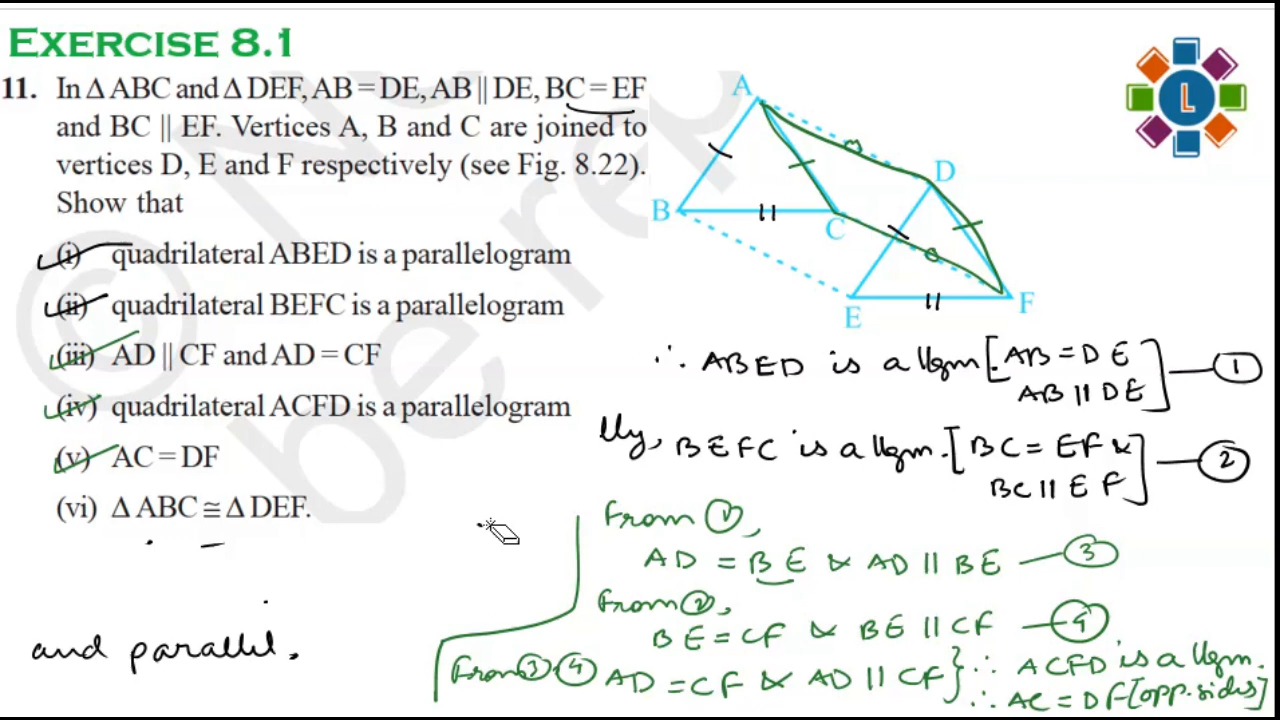 EXERCISE 8.1
11. In Δ ABC and Δ DEF, AB = DE, AB || DE, BC = EF
and BC || EF. Vertices A, B and C are joined to
vertices D, E and F respectively (see Fig. 8.22).
Show that
(i) quadrilateral ABED is a parallelogram
(ii) quadrilateral BEFC is a parallelogram
(iii) AD || CF and AD = CF
(iv) quadrilateral ACFD is a parallelogram
(v) AC = DF
(vi) Δ ABC ≅ Δ DEF.
and parallel.
A
D
B
C
E
F
L
∴ ABED is a llgm [AB = DE
AB || DE] — 1
lly, BEFC is a llgm. [BC = EF &
BC || EF] — 2
From 1,
AD = BE & AD || BE — 3
From 2,
BE = CF & BE || CF — 4
From 3 4 AD = CF & AD || CF } ∴ ACFD is a llgm.
∴ AC = DF [opp. sides]